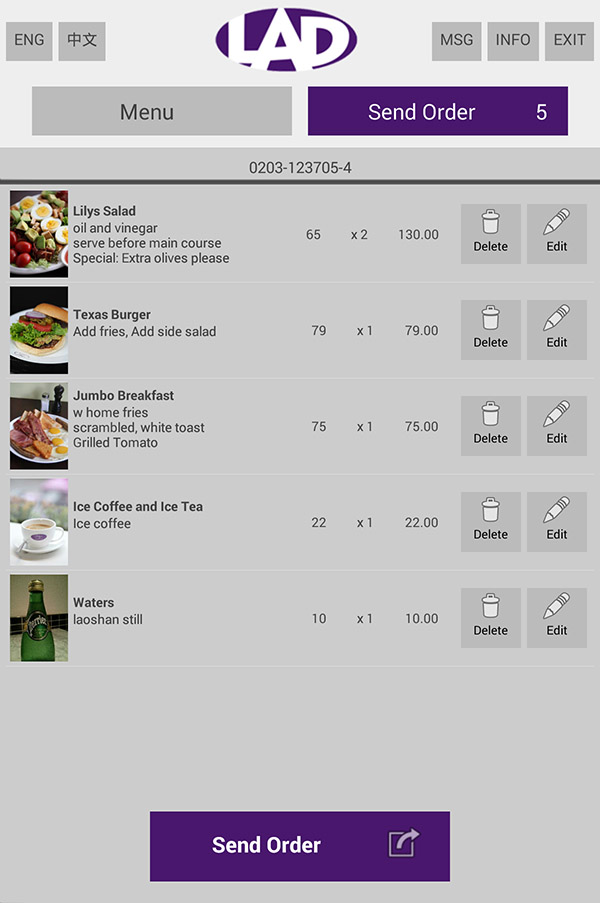 ENG 中文 LAD MSG INFO EXIT
Menu Send Order 5
0203-123705-4
Lilys Salad
oil and vinegar
serve before main course
Special: Extra olives please
65 x 2 130.00 Delete Edit
Texas Burger
Add fries, Add side salad
79 x 1 79.00 Delete Edit
Jumbo Breakfast
w home fries
scrambled, white toast
Grilled Tomato
75 x 1 75.00 Delete Edit
Ice Coffee and Ice Tea
Ice coffee
22 x 1 22.00 Delete Edit
Waters
laoshan still
10 x 1 10.00 Delete Edit
Perrier
Send Order